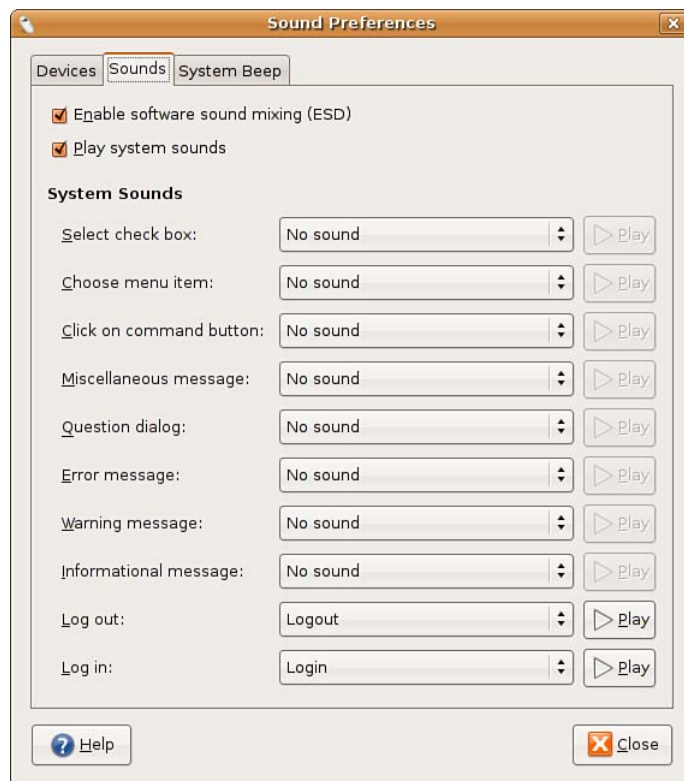 Sound Preferences
Devices Sounds System Beep
Enable software sound mixing (ESD)
Play system sounds
System Sounds
Select check box: No sound Play
Choose menu item: No sound Play
Click on command button: No sound Play
Miscellaneous message: No sound Play
Question dialog: No sound Play
Error message: No sound Play
Warning message: No sound Play
Informational message: No sound Play
Log out: Logout Play
Log in: Login Play
Help Close